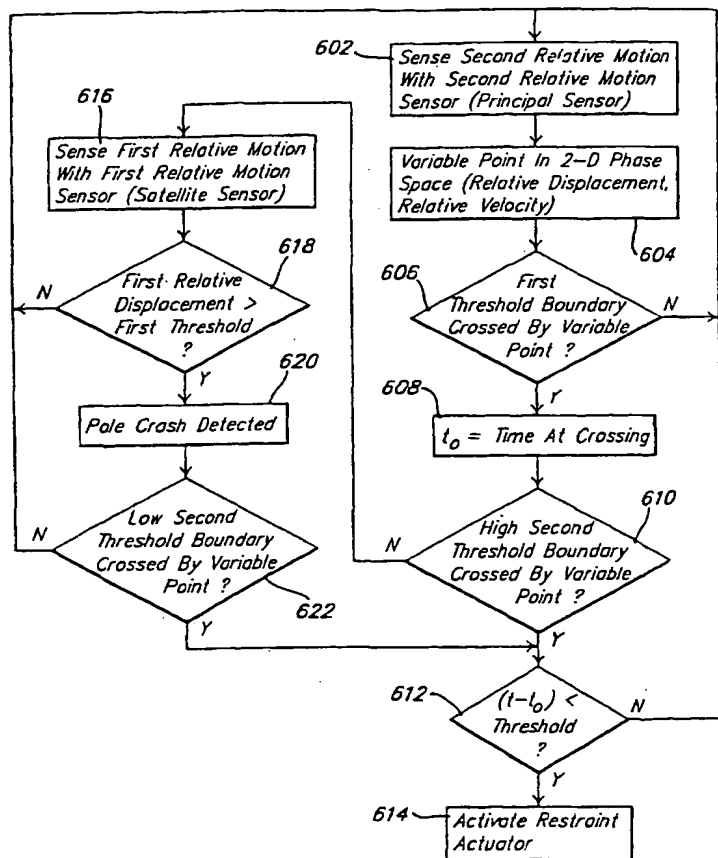 602
Sense Second Relative Motion
With Second Relative Motion
Sensor (Principal Sensor)
616
Sense First Relative Motion
With First Relative Motion
Sensor (Satellite Sensor)
Variable Point In 2-D Phase
Space (Relative Displacement,
Relative Velocity)
604
618
First Relative
Displacement >
First Threshold
?
N
Y
606
First
Threshold Boundary
Crossed By Variable
Point ?
N
Y
620
Pole Crash Detected
608
to = Time At Crossing
Low Second
Threshold Boundary
Crossed By Variable
Point ?
N
622
Y
610
High Second
Threshold Boundary
Crossed By Variable
Point ?
N
Y
612
(t-to) <
Threshold
?
N
Y
614
Activate Restraint
Actuator